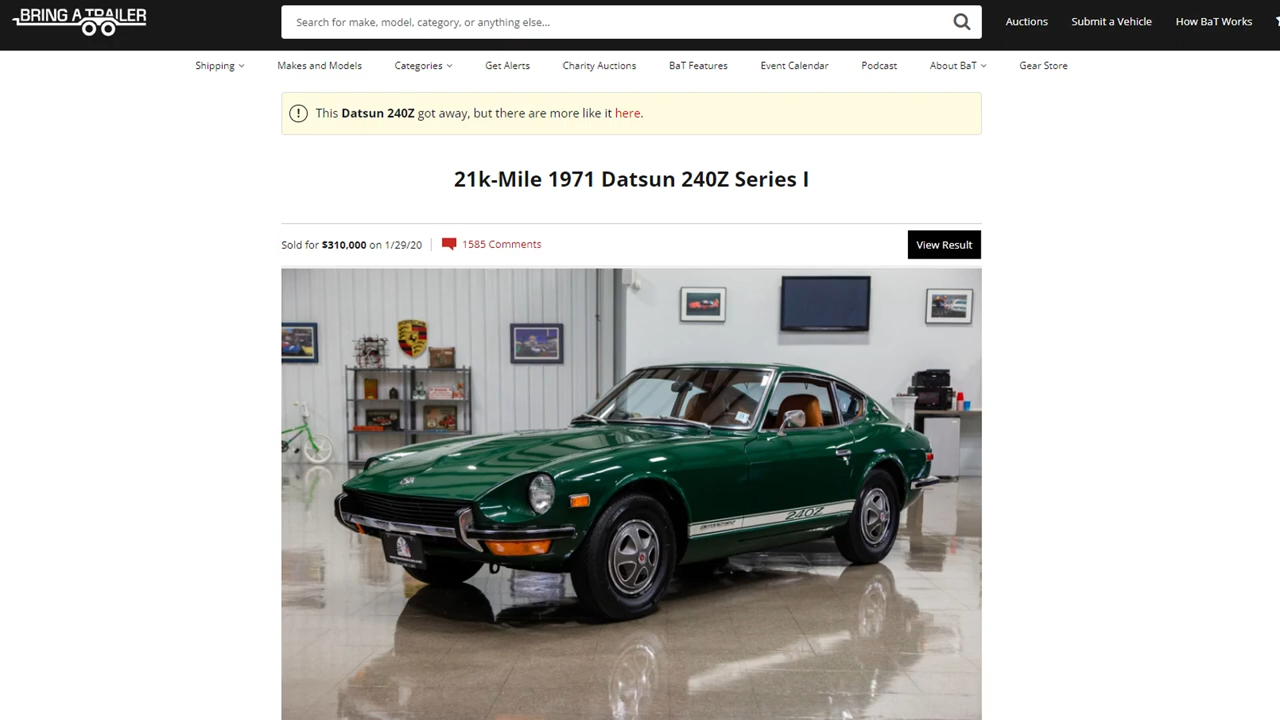 BRING A TRAILER
Search for make, model, category, or anything else...
Auctions Submit a Vehicle How BaT Works
Shipping Makes and Models Categories Get Alerts Charity Auctions BaT Features Event Calendar Podcast About BaT Gear Store
! This Datsun 240Z got away, but there are more like it here.
21k-Mile 1971 Datsun 240Z Series I
Sold for $310,000 on 1/29/20 1585 Comments View Result
240Z